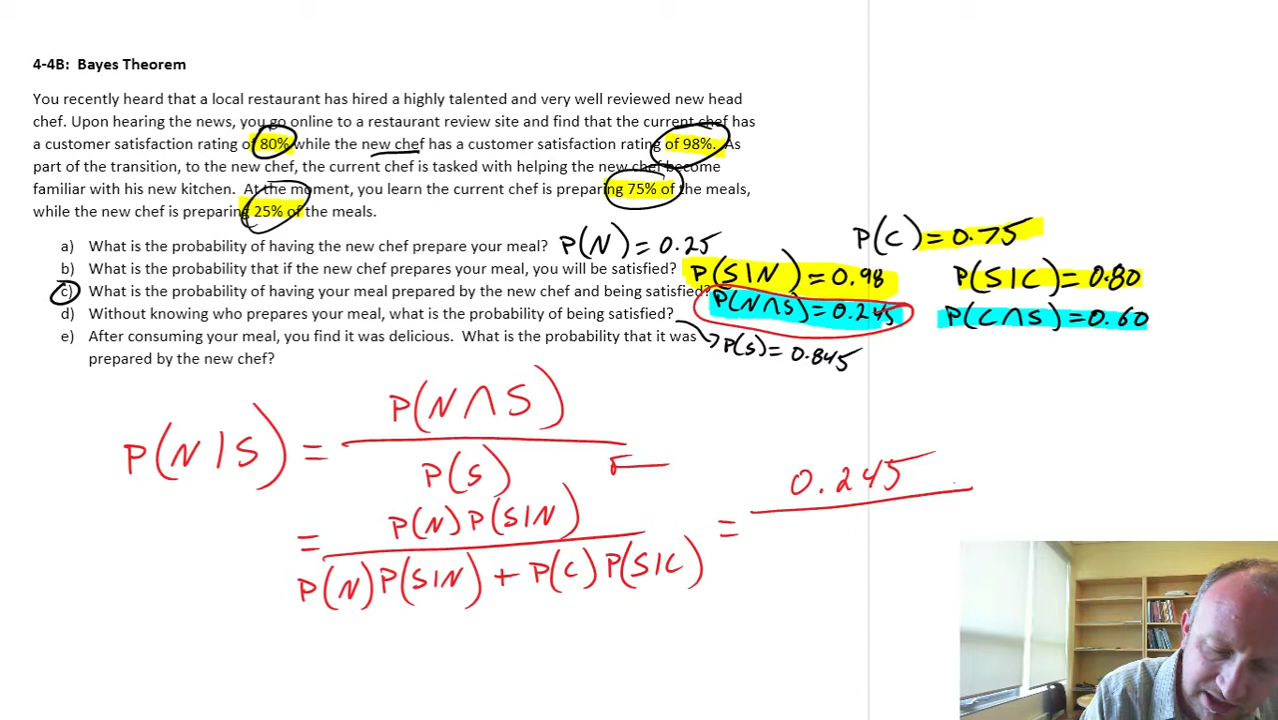 4-4B: Bayes Theorem
You recently heard that a local restaurant has hired a highly talented and very well reviewed new head
chef. Upon hearing the news, you go online to a restaurant review site and find that the current chef has
a customer satisfaction rating of 80% while the new chef has a customer satisfaction rating of 98%. As
part of the transition, to the new chef, the current chef is tasked with helping the new chef become
familiar with his new kitchen. At the moment, you learn the current chef is preparing 75% of the meals,
while the new chef is preparing 25% of the meals.
a) What is the probability of having the new chef prepare your meal? P(N) = 0.25
P(C) = 0.75
b) What is the probability that if the new chef prepares your meal, you will be satisfied? P(S|N) = 0.98
P(S|C) = 0.80
c) What is the probability of having your meal prepared by the new chef and being satisfied? P(N∩S) = 0.245
P(C∩S) = 0.60
d) Without knowing who prepares your meal, what is the probability of being satisfied?
P(S) = 0.845
e) After consuming your meal, you find it was delicious. What is the probability that it was
prepared by the new chef?
P(N∩S)
P(N|S) =
P(S)
0.245
P(N)P(S|N)
= =
P(N)P(S|N) + P(C)P(S|C)